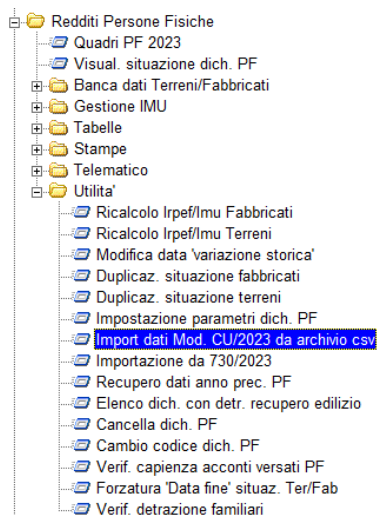 Redditi Persone Fisiche
Quadri PF 2023
Visual. situazione dich. PF
Banca dati Terreni/Fabbricati
Gestione IMU
Tabelle
Stampe
Telematico
Utilita'
Ricalcolo Irpef/Imu Fabbricati
Ricalcolo Irpef/Imu Terreni
Modifica data 'variazione storica'
Duplicaz. situazione fabbricati
Duplicaz. situazione terreni
Impostazione parametri dich. PF
Import dati Mod. CU/2023 da archivio csv
Importazione da 730/2023
Recupero dati anno prec. PF
Elenco dich. con detr. recupero edilizio
Cancella dich. PF
Cambio codice dich. PF
Verif. capienza acconti versati PF
Forzatura 'Data fine' situaz. Ter/Fab
Verif. detrazione familiari